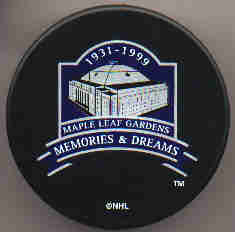 1931-1999
MAPLE LEAF GARDENS
MEMORIES & DREAMS
™
©NHL